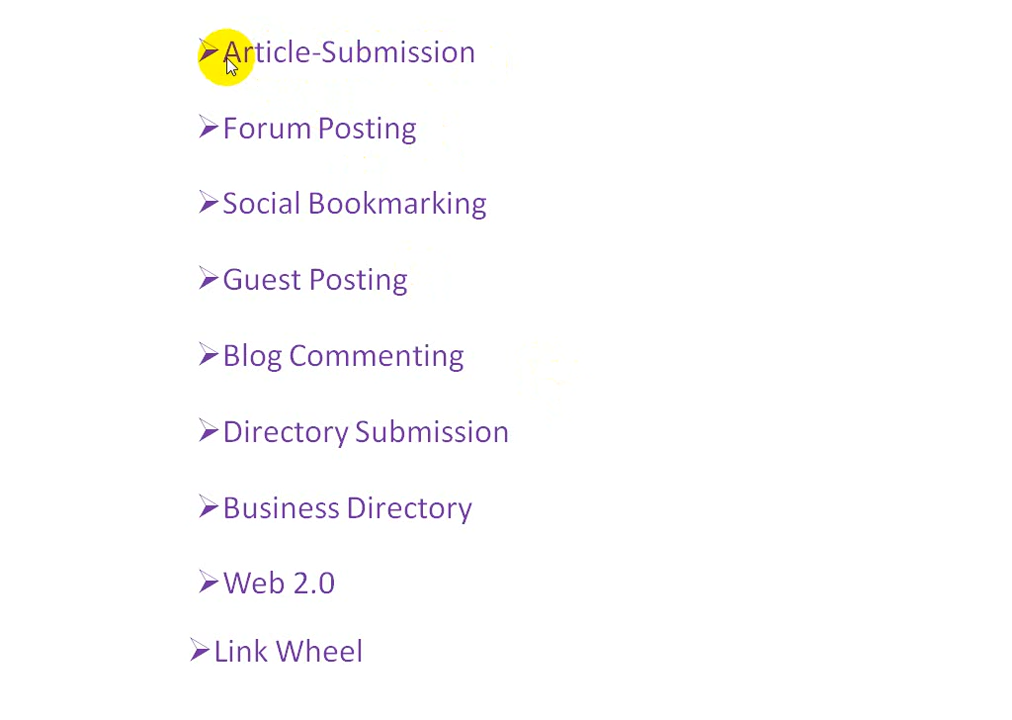 ➢Article-Submission
➢Forum Posting
➢Social Bookmarking
➢Guest Posting
➢Blog Commenting
➢Directory Submission
➢Business Directory
➢Web 2.0
➢Link Wheel